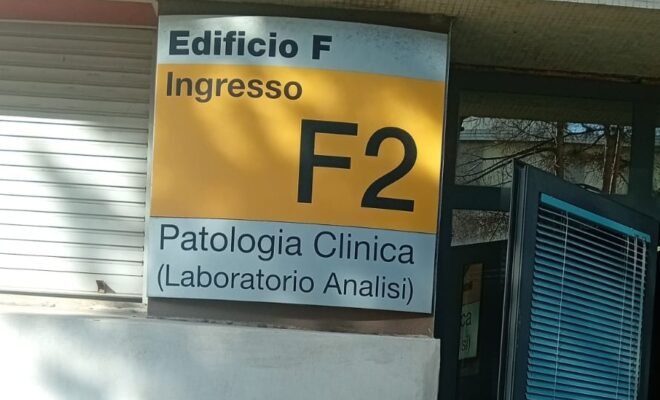 Edificio F
Ingresso
F2
Patologia Clinica
(Laboratorio Analisi)